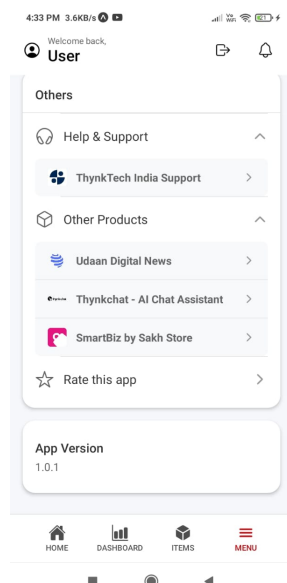 4:33 PM 3.6KB/s
Vo WiFi
Welcome back,
User
Others
Help & Support
ThynkTech India Support
Other Products
Udaan Digital News
Thynkchat - AI Chat Assistant
SmartBiz by Sakh Store
Rate this app
App Version
1.0.1
HOME DASHBOARD ITEMS MENU